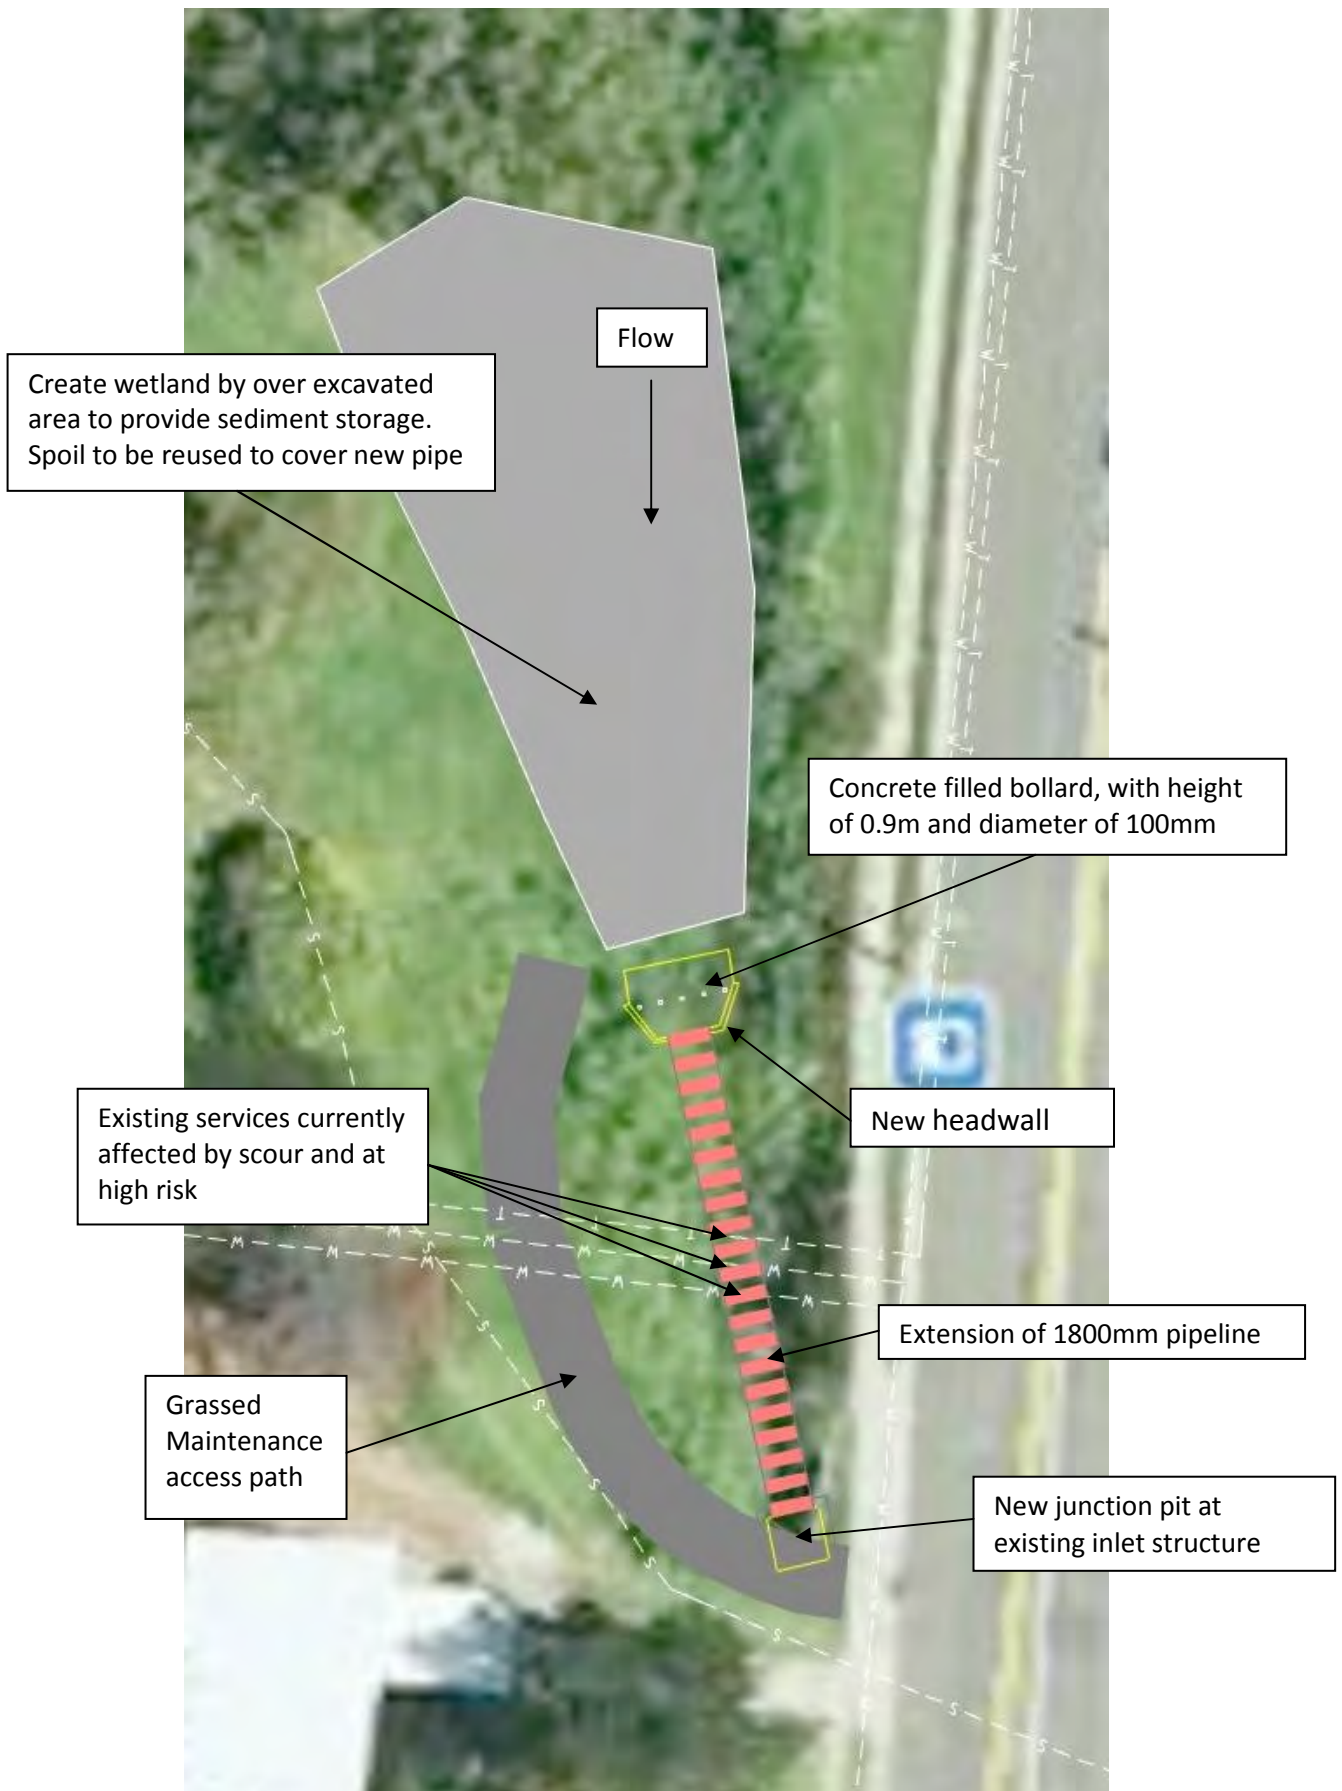 Flow
Create wetland by over excavated
area to provide sediment storage.
Spoil to be reused to cover new pipe
Concrete filled bollard, with height
of 0.9m and diameter of 100mm
Existing services currently
affected by scour and at
high risk
New headwall
Extension of 1800mm pipeline
Grassed
Maintenance
access path
New junction pit at
existing inlet structure